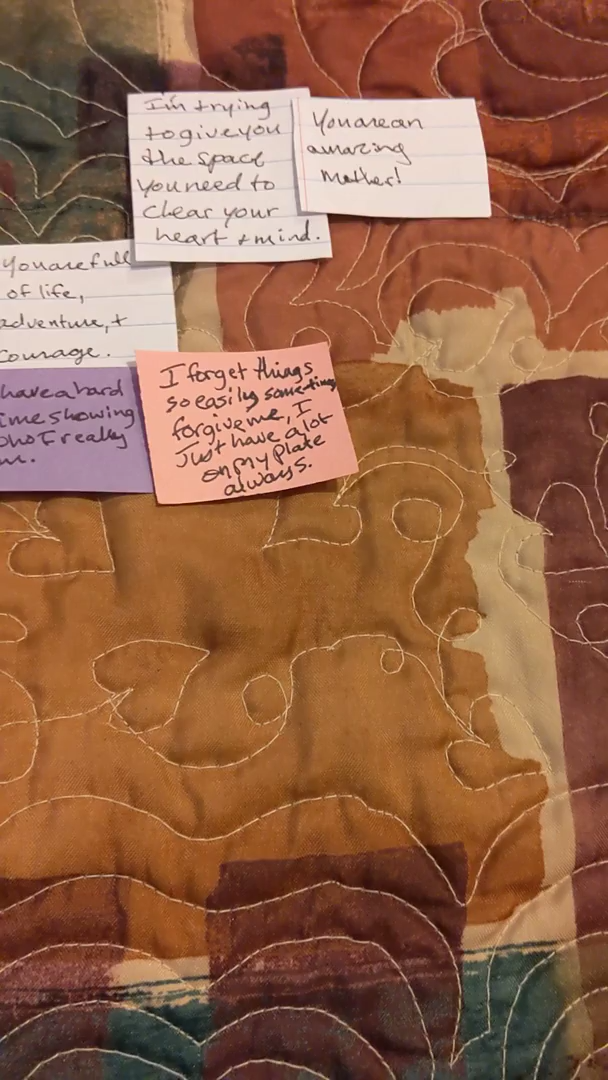 I'm trying
to give you
the space
you need to
clear your
heart + mind.
You are an
amazing
Mother!
You are full
of life,
adventure, +
courage.
have a hard
ime showing
who I really
m.
I forget things
so easily sometimes
forgive me, I
Just have a lot
on my plate
always.